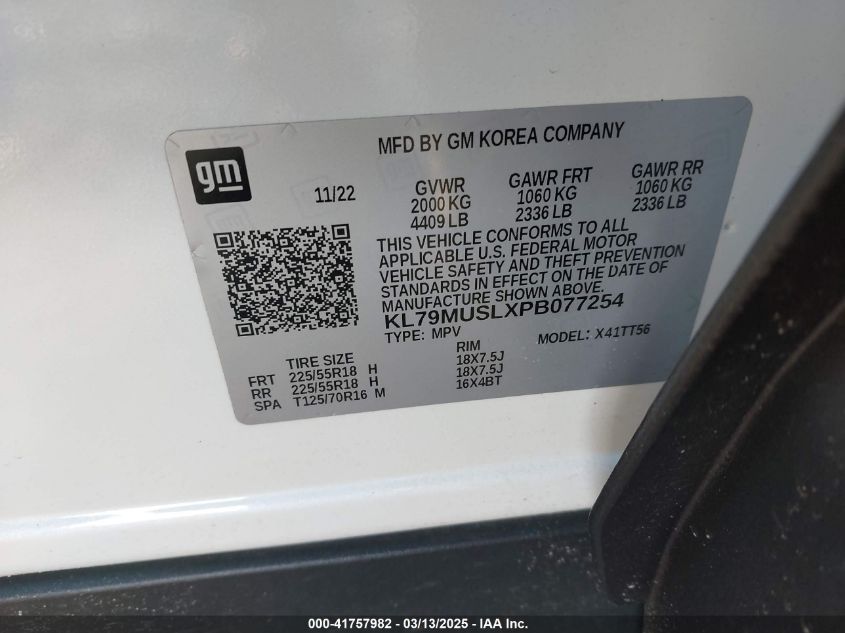 MFD BY GM KOREA COMPANY
gm
11/22
GVWR
2000 KG
4409 LB
GAWR FRT
1060 KG
2336 LB
GAWR RR
1060 KG
2336 LB
THIS VEHICLE CONFORMS TO ALL
APPLICABLE U.S. FEDERAL MOTOR
VEHICLE SAFETY AND THEFT PREVENTION
STANDARDS IN EFFECT ON THE DATE OF
MANUFACTURE SHOWN ABOVE.
KL79MUSLXPB077254
TYPE: MPV
MODEL: X41TT56
TIRE SIZE
RIM
FRT 225/55R18 H 18X7.5J
RR 225/55R18 H 18X7.5J
SPA T125/70R16 M 16X4BT
000-41757982 - 03/13/2025 - IAA Inc.